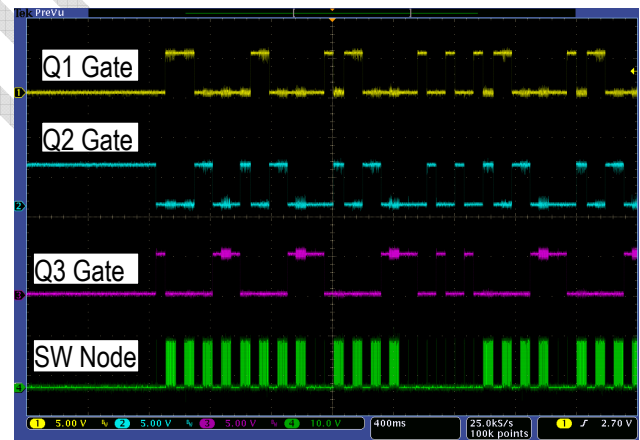 Tek PreVu
Q1 Gate
1
Q2 Gate
2
Q3 Gate
3
SW Node
4
1 5.00 V 2 5.00 V 3 5.00 V 4 10.0 V 400ms 25.0kS/s 1 2.70 V
100k points